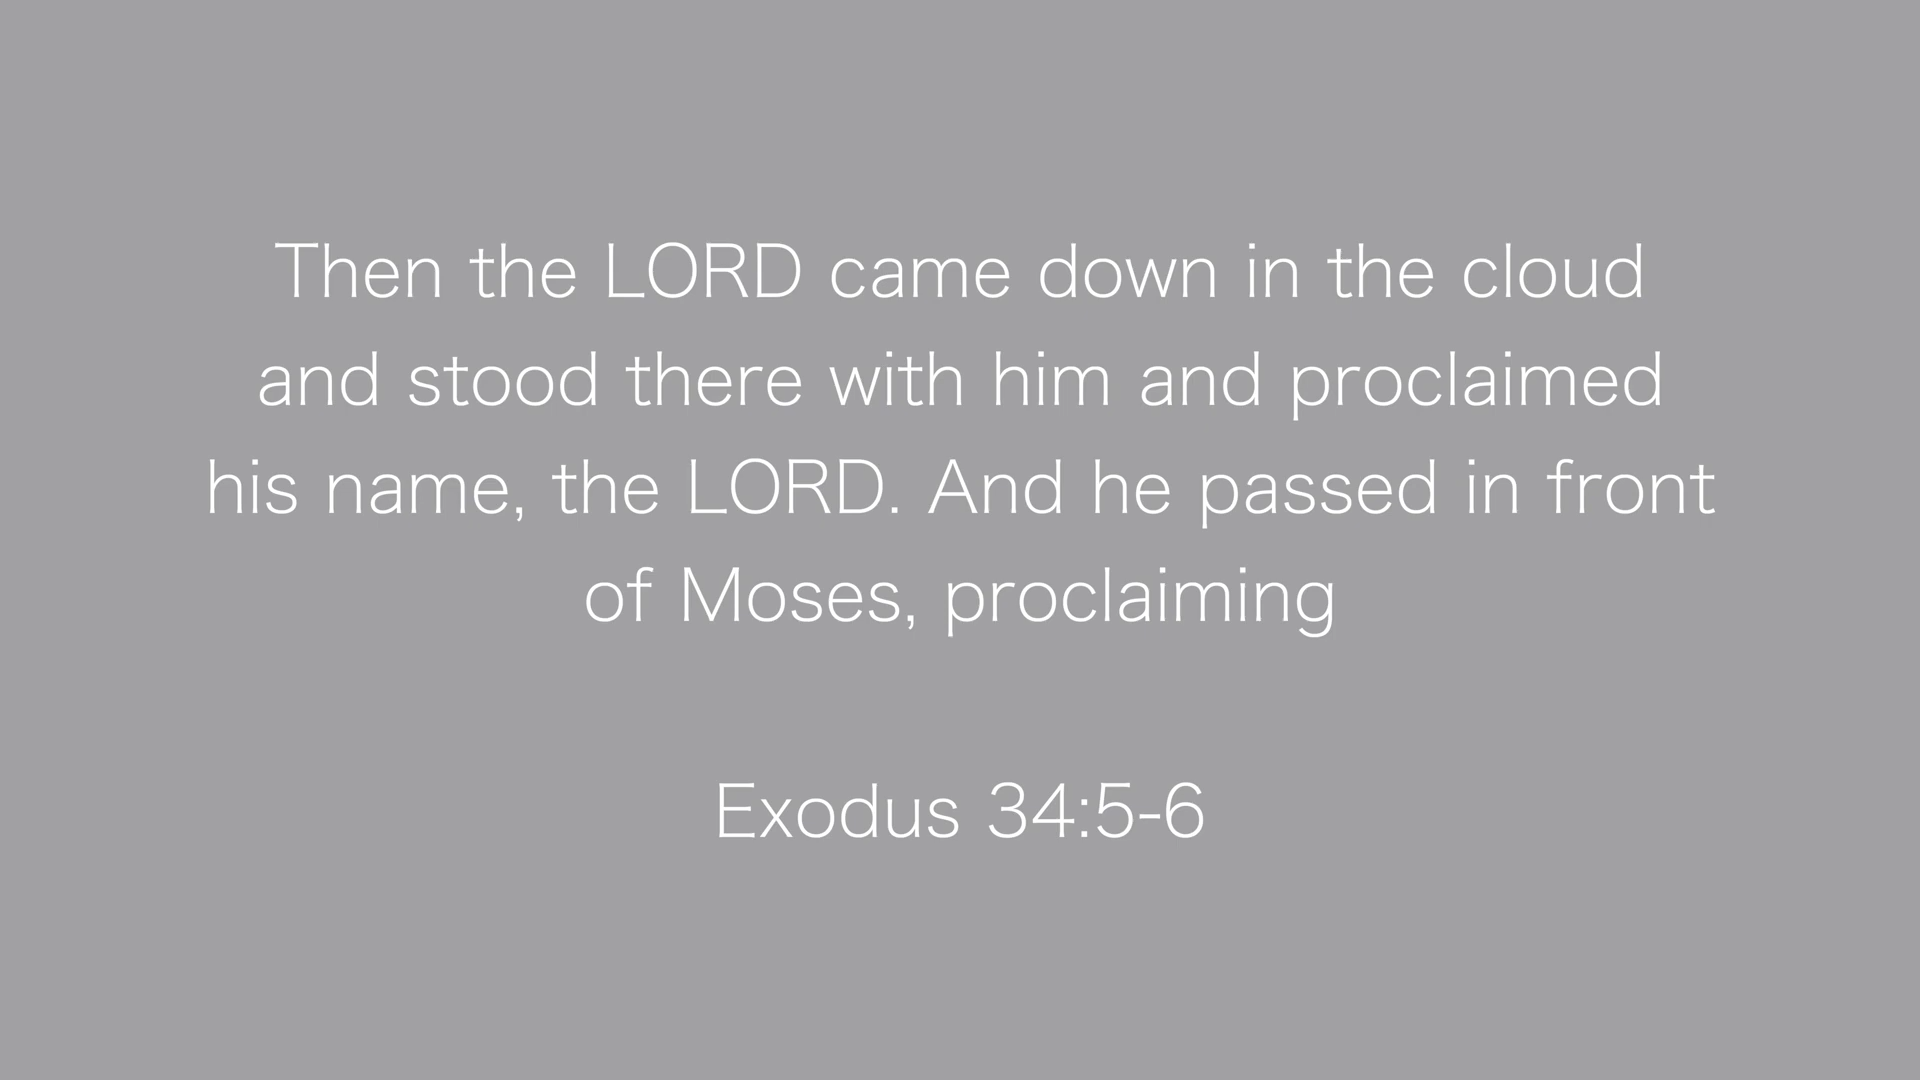 Then the LORD came down in the cloud
and stood there with him and proclaimed
his name, the LORD. And he passed in front
of Moses, proclaiming
Exodus 34:5-6